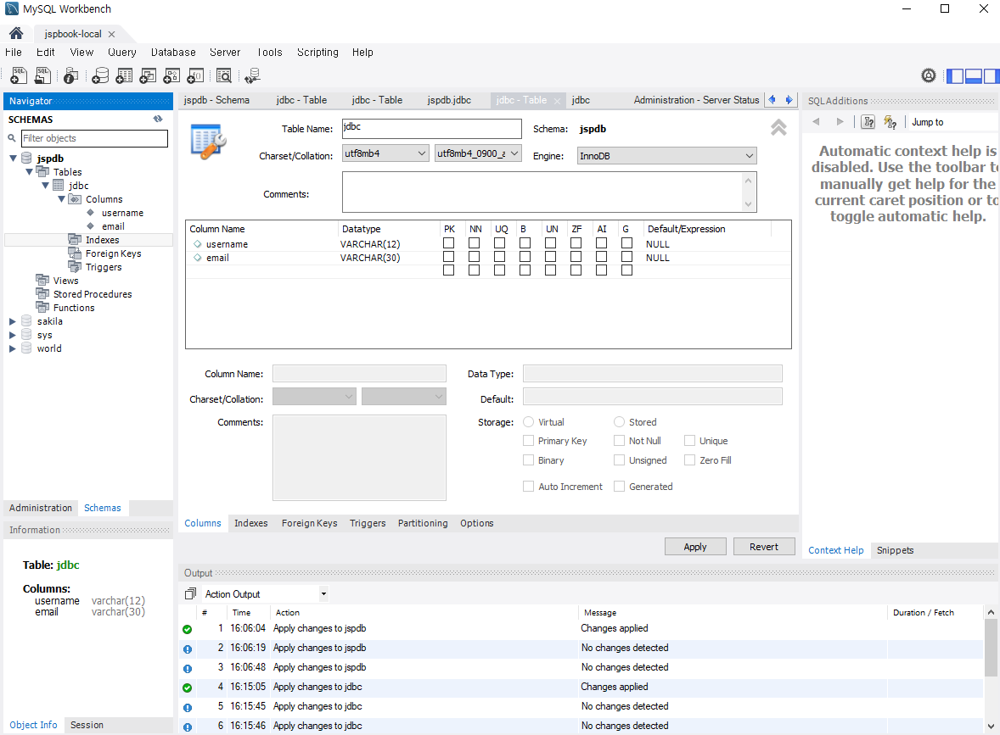 MySQL Workbench
jspbook-local
File Edit View Query Database Server Tools Scripting Help
Navigator
SCHEMAS
Filter objects
jspdb
Tables
jdbc
Columns
username
email
Indexes
Foreign Keys
Triggers
Views
Stored Procedures
Functions
sakila
sys
world
Administration Schemas
Information
Table: jdbc
Columns:
username varchar(12)
email varchar(30)
Object Info Session
jspdb - Schema jdbc - Table jdbc - Table jspdb.jdbc jdbc - Table jdbc Administration - Server Status
Table Name: jdbc Schema: jspdb
Charset/Collation: utf8mb4 utf8mb4_0900_a Engine: InnoDB
Comments:
Column Name Datatype PK NN UQ B UN ZF AI G Default/Expression
username VARCHAR(12) NULL
email VARCHAR(30) NULL
Column Name: Data Type:
Charset/Collation: Default:
Comments: Storage: Virtual Stored
Primary Key Not Null Unique
Binary Unsigned Zero Fill
Auto Increment Generated
Columns Indexes Foreign Keys Triggers Partitioning Options
Apply Revert
SQLAdditions
Jump to
Automatic context help is
disabled. Use the toolbar to
manually get help for the
current caret position or to
toggle automatic help.
Context Help Snippets
Output
Action Output
# Time Action Message Duration / Fetch
1 16:06:04 Apply changes to jspdb Changes applied
2 16:06:19 Apply changes to jspdb No changes detected
3 16:06:48 Apply changes to jspdb No changes detected
4 16:15:05 Apply changes to jdbc Changes applied
5 16:15:45 Apply changes to jdbc No changes detected
6 16:15:46 Apply changes to jdbc No changes detected